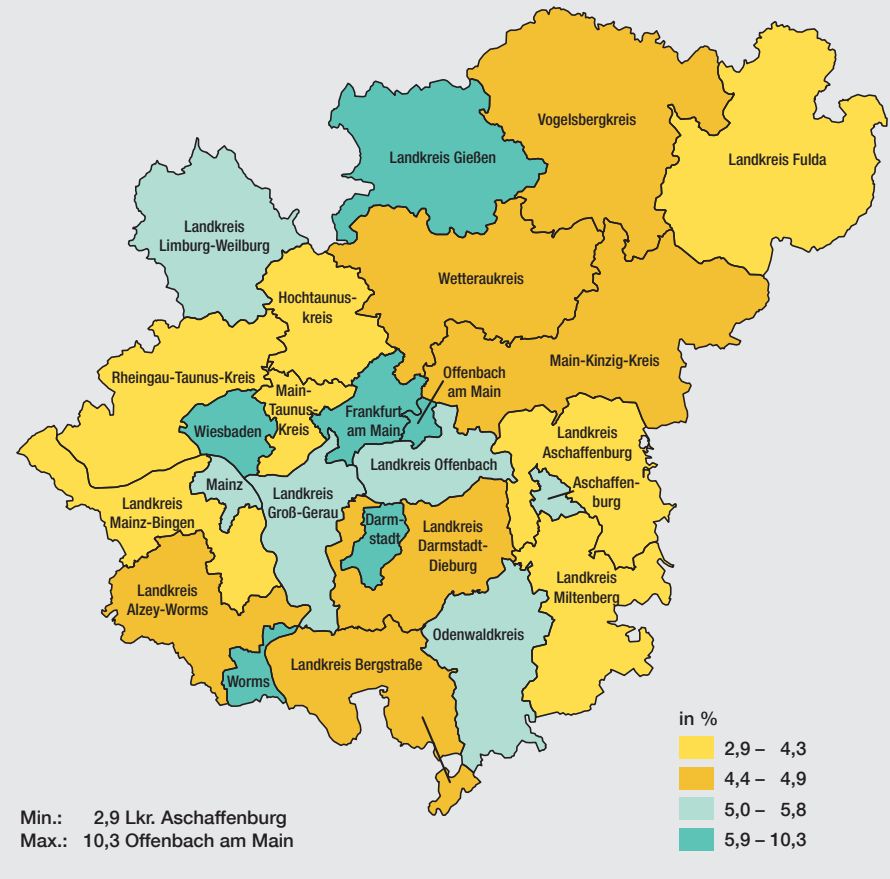 Vogelsbergkreis
Landkreis Gießen
Landkreis Fulda
Landkreis
Limburg-Weilburg
Wetteraukreis
Hochtaunus-
kreis
Main-Kinzig-Kreis
Offenbach
am Main
Rheingau-Taunus-Kreis
Main-
Taunus-
Kreis
Frankfurt
am Main
Wiesbaden
Landkreis
Aschaffenburg
Landkreis Offenbach
Mainz
Landkreis
Groß-Gerau
Aschaffen-
burg
Landkreis
Mainz-Bingen
Darm-
stadt
Landkreis
Darmstadt-
Dieburg
Landkreis
Alzey-Worms
Landkreis
Miltenberg
Odenwaldkreis
Landkreis Bergstraße
Worms
in %
2,9 – 4,3
4,4 – 4,9
5,0 – 5,8
5,9 – 10,3
Min.: 2,9 Lkr. Aschaffenburg
Max.: 10,3 Offenbach am Main